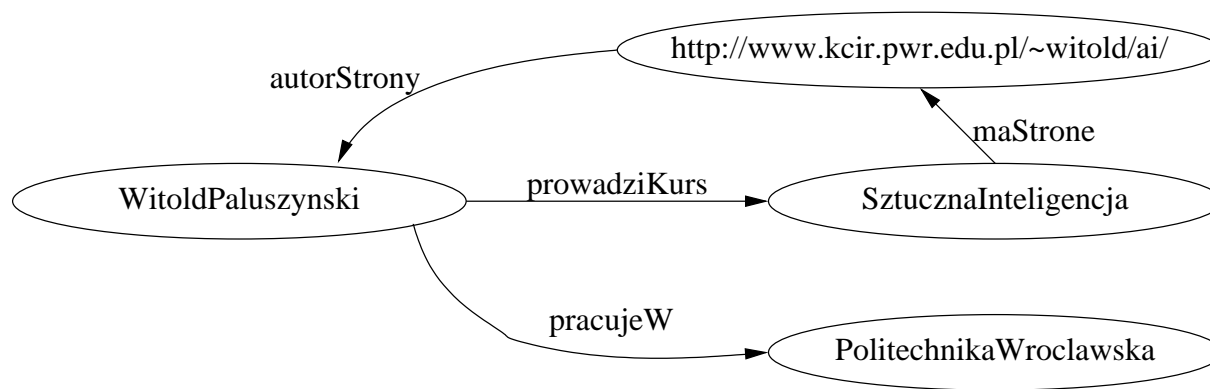 http://www.kcir.pwr.edu.pl/~witold/ai/
autorStrony
maStrone
WitoldPaluszynski
prowadziKurs
SztucznaInteligencja
pracujeW
PolitechnikaWroclawska